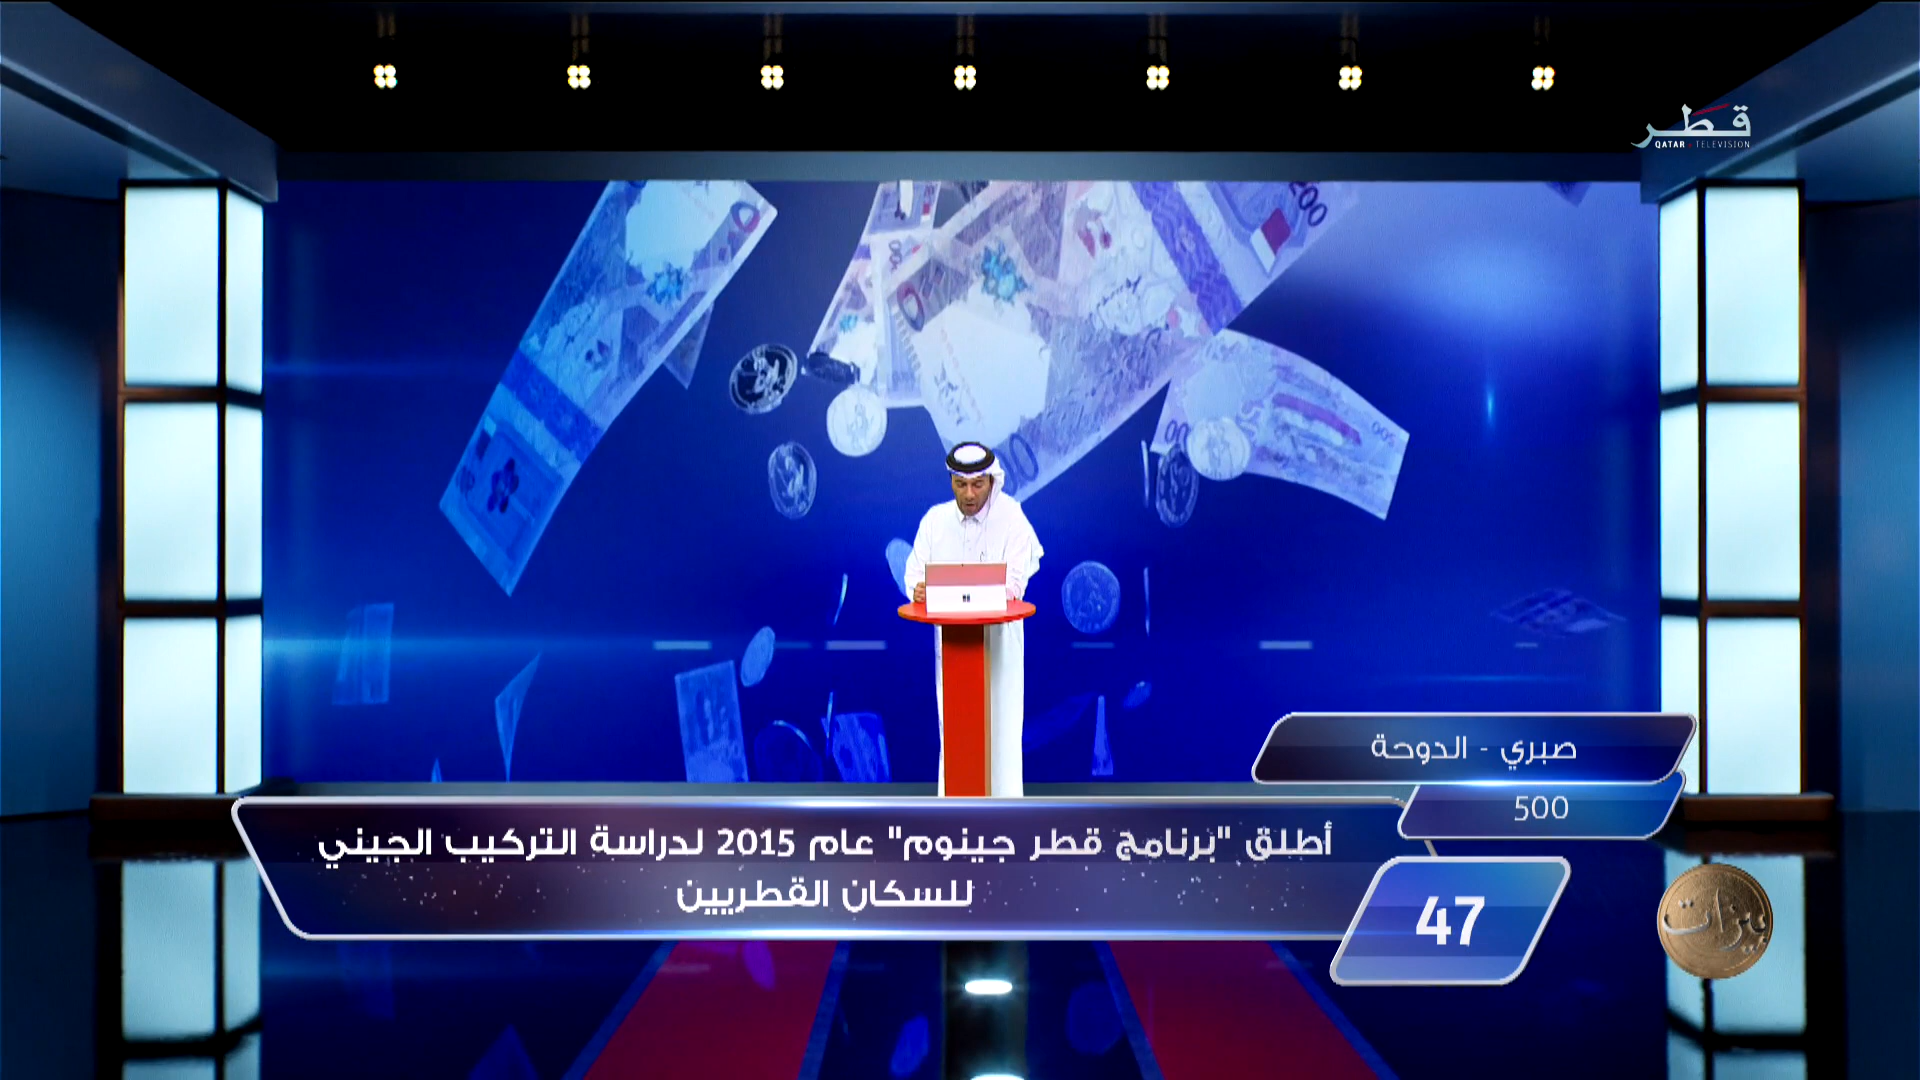 قطر
QATAR TELEVISION
صبري - الدوحة
500
أطلق "برنامج قطر جينوم" عام 2015 لدراسة التركيب الجيني
للسكان القطريين
47
بيزات